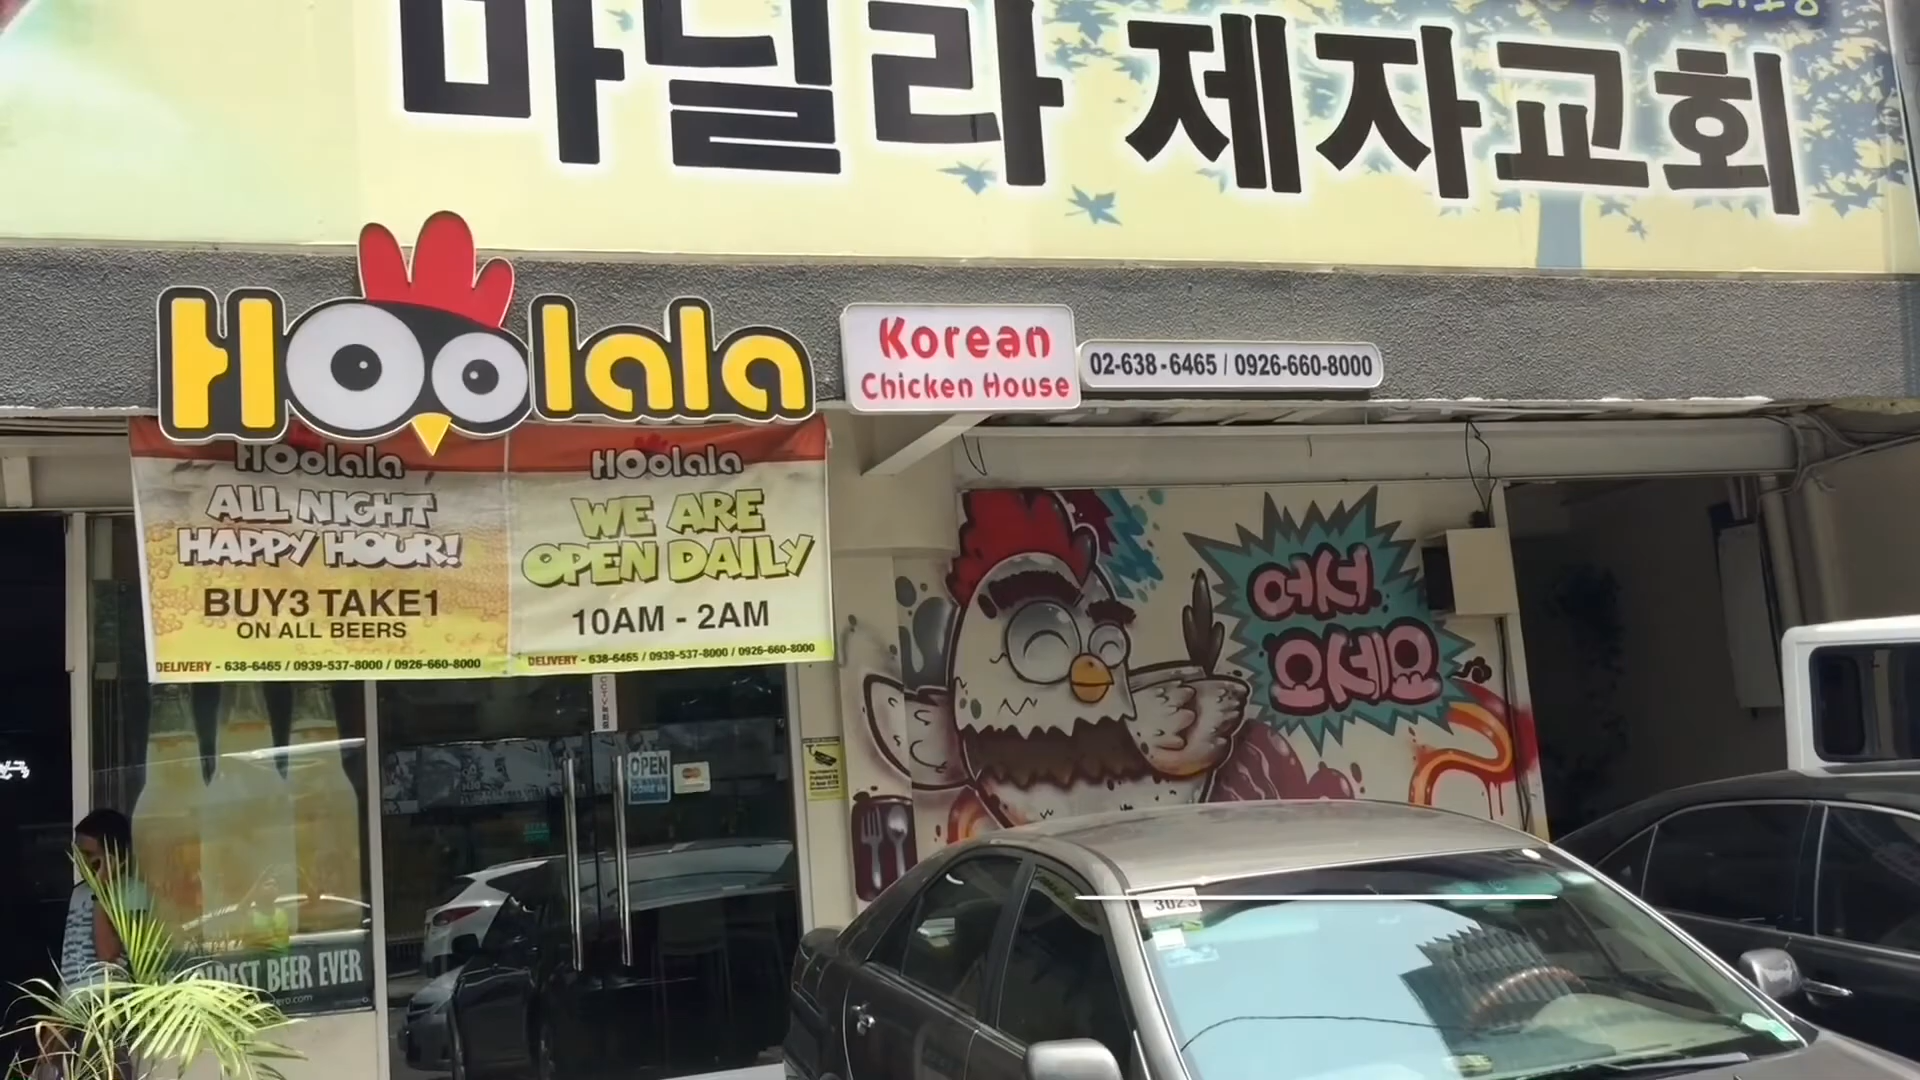 마닐라 제자교회
Hoolala
Korean
Chicken House
02-638-6465 / 0926-660-8000
HOolala
ALL NIGHT
HAPPY HOUR!
BUY3 TAKE1
ON ALL BEERS
DELIVERY - 638-6465 / 0939-537-8000 / 0926-660-8000
HOolala
WE ARE
OPEN DAILY
10AM - 2AM
DELIVERY - 638-6465 / 0939-537-8000 / 0926-660-8000
어서
오세요
OPEN
COME IN
3023
BEER EVER